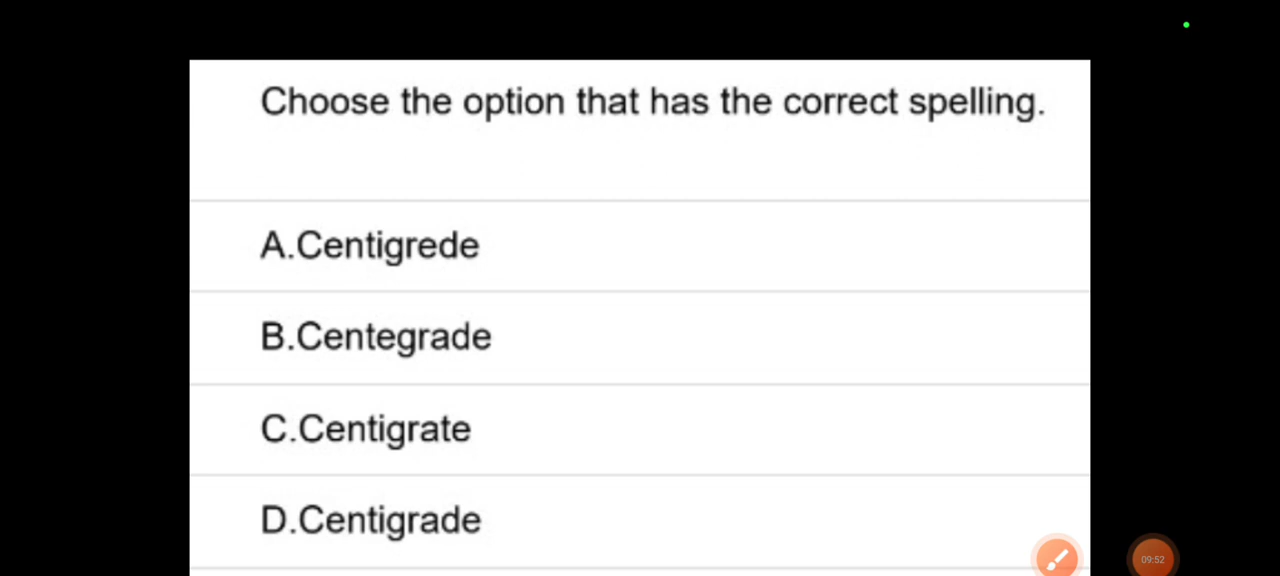 Choose the option that has the correct spelling.
A.Centigrede
B.Centegrade
C.Centigrate
D.Centigrade
09:52